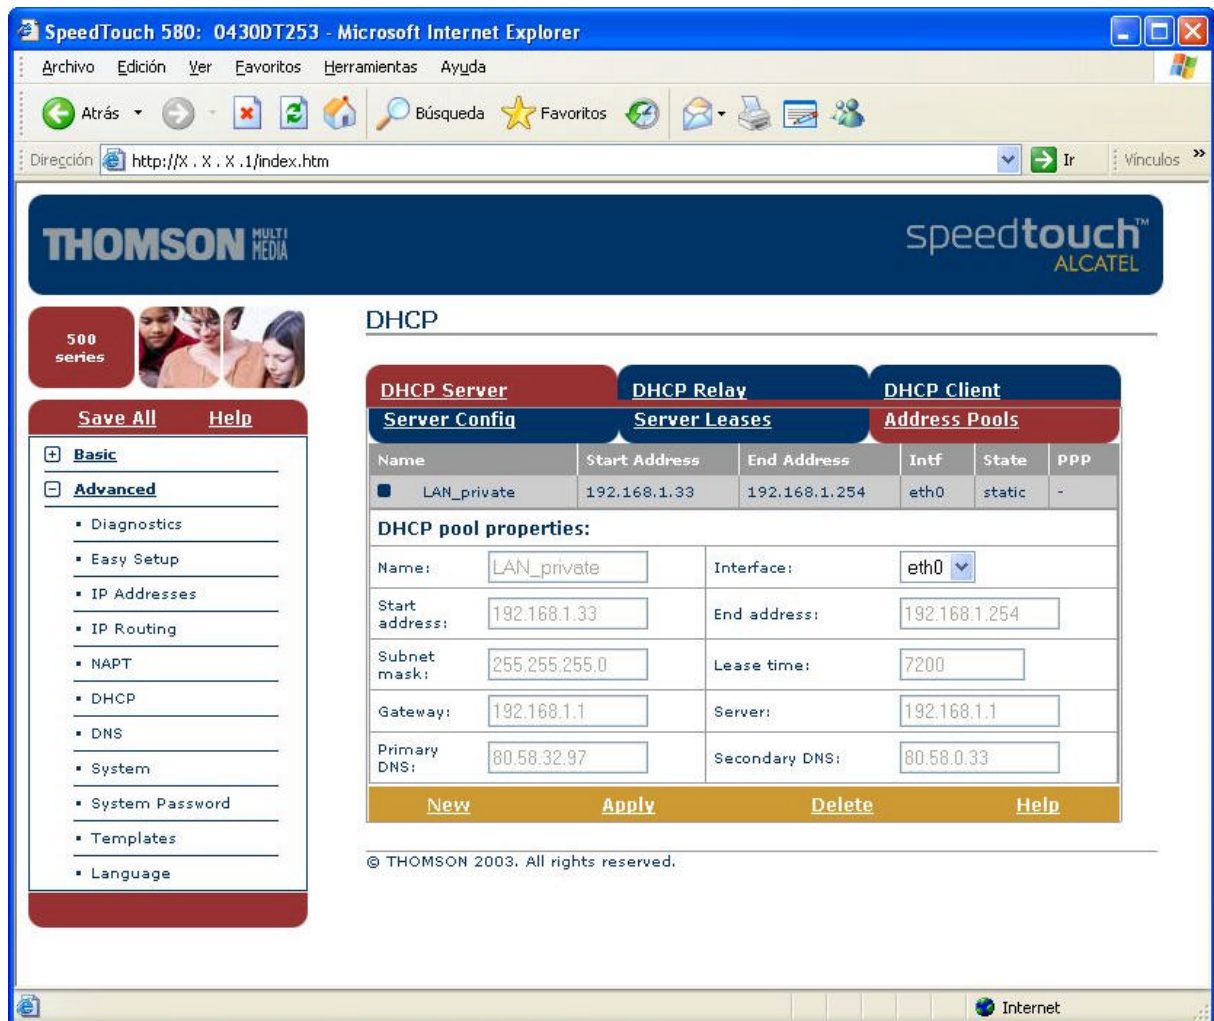 SpeedTouch 580: 0430DT253 - Microsoft Internet Explorer
Archivo Edición Ver Favoritos Herramientas Ayuda
Atrás Búsqueda Favoritos
Dirección http://X . X . X .1/index.htm Ir Vínculos »
THOMSON MULTI MEDIA
speedtouch™
ALCATEL
500 series
Save All Help
Basic
Advanced
Diagnostics
Easy Setup
IP Addresses
IP Routing
NAPT
DHCP
DNS
System
System Password
Templates
Language
DHCP
DHCP Server DHCP Relay DHCP Client
Server Config Server Leases Address Pools
Name Start Address End Address Intf State PPP
LAN_private 192.168.1.33 192.168.1.254 eth0 static -
DHCP pool properties:
Name: LAN_private Interface: eth0
Start address: 192.168.1.33 End address: 192.168.1.254
Subnet mask: 255.255.255.0 Lease time: 7200
Gateway: 192.168.1.1 Server: 192.168.1.1
Primary DNS: 80.58.32.97 Secondary DNS: 80.58.0.33
New Apply Delete Help
© THOMSON 2003. All rights reserved.
Internet